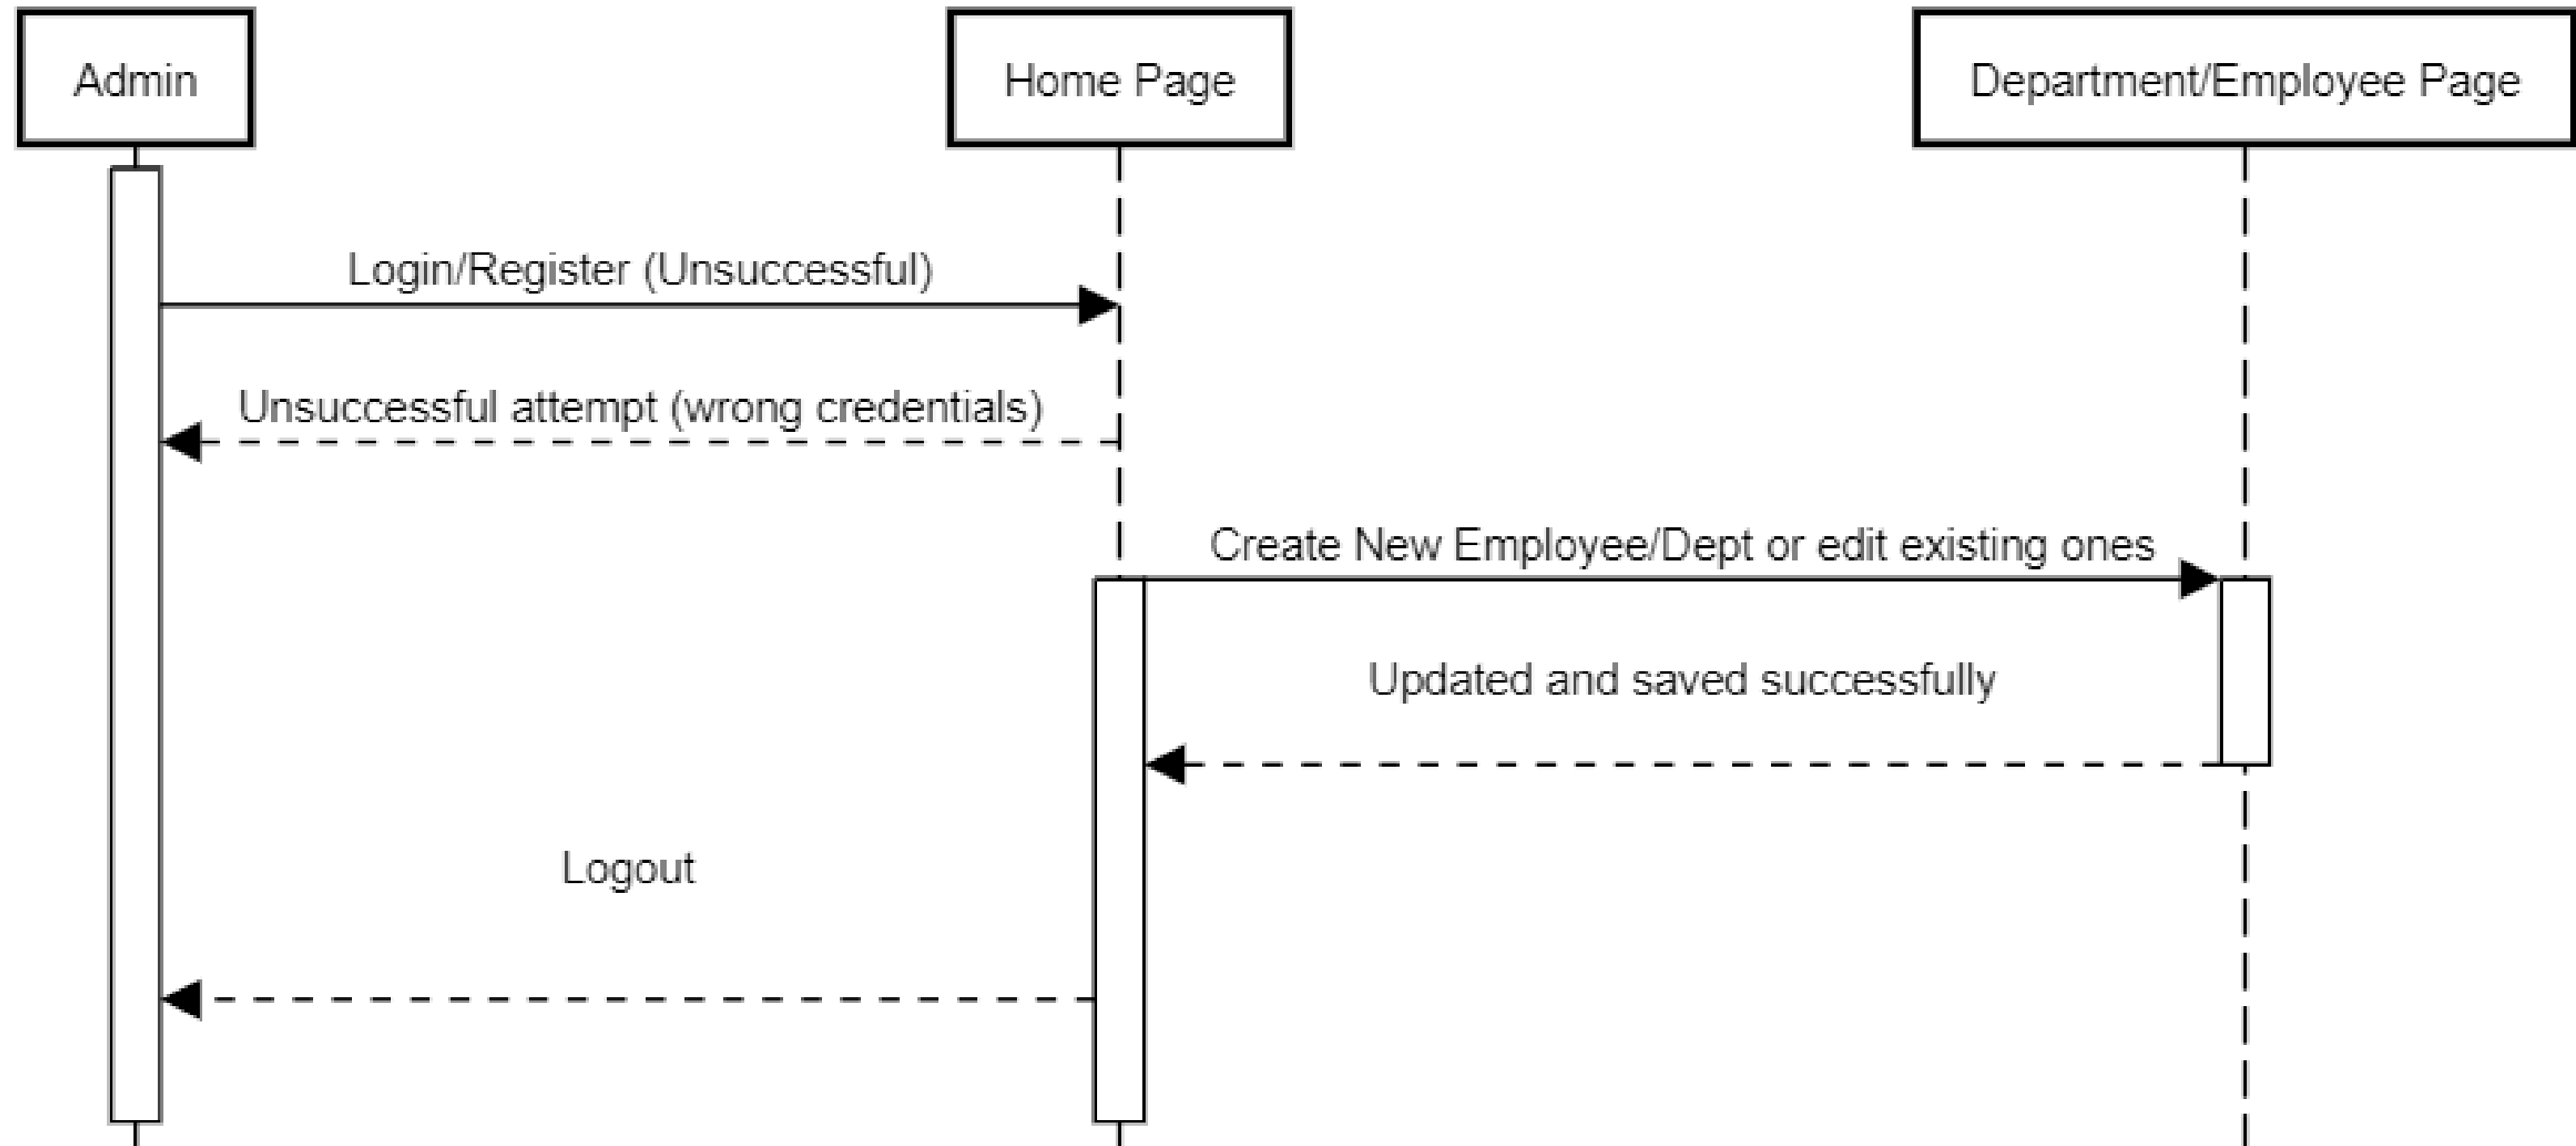 Admin
Home Page
Department/Employee Page
Login/Register (Unsuccessful)
Unsuccessful attempt (wrong credentials)
Create New Employee/Dept or edit existing ones
Updated and saved successfully
Logout